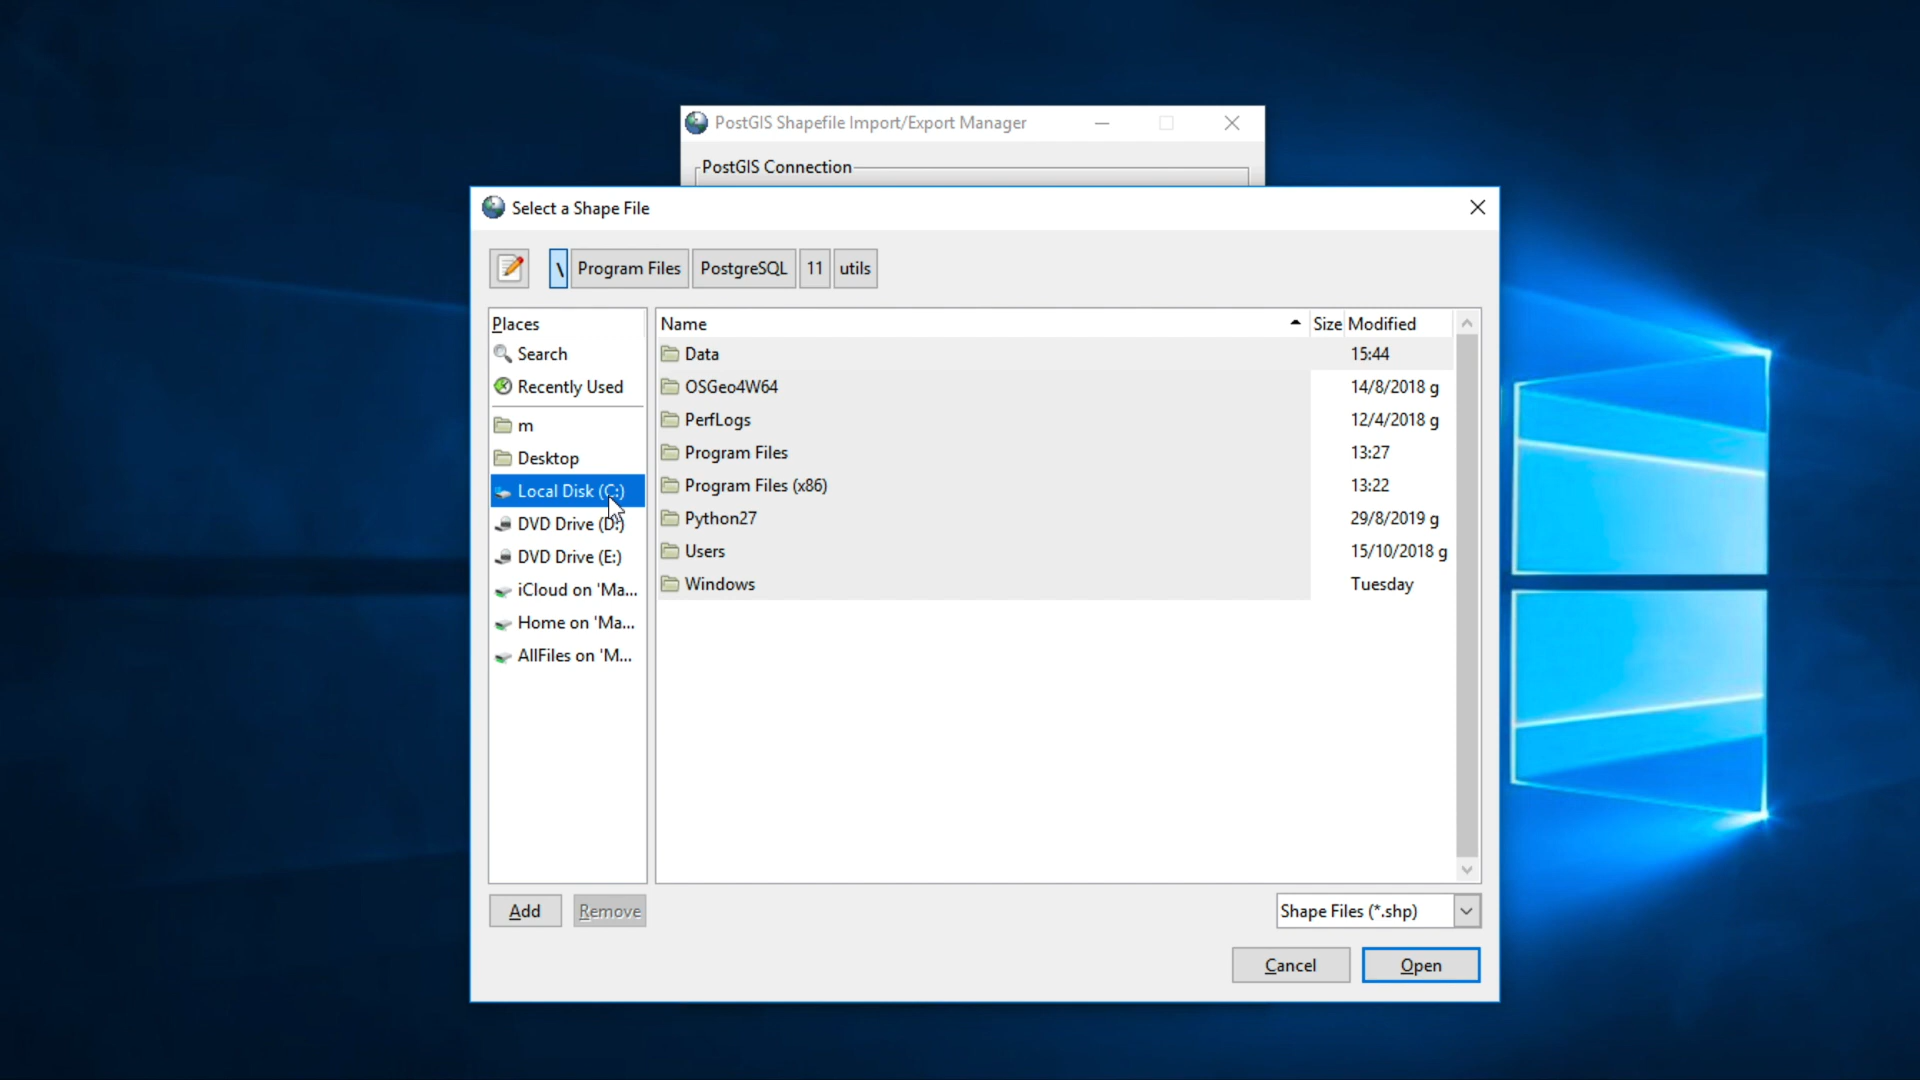 PostGIS Shapefile Import/Export Manager
PostGIS Connection
Select a Shape File
\ Program Files PostgreSQL 11 utils
Places
Search
Recently Used
m
Desktop
Local Disk (C:)
DVD Drive (D:)
DVD Drive (E:)
iCloud on 'Ma...
Home on 'Ma...
AllFiles on 'M...
Name Size Modified
Data 15:44
OSGeo4W64 14/8/2018 g
PerfLogs 12/4/2018 g
Program Files 13:27
Program Files (x86) 13:22
Python27 29/8/2019 g
Users 15/10/2018 g
Windows Tuesday
Add Remove Shape Files (*.shp)
Cancel Open